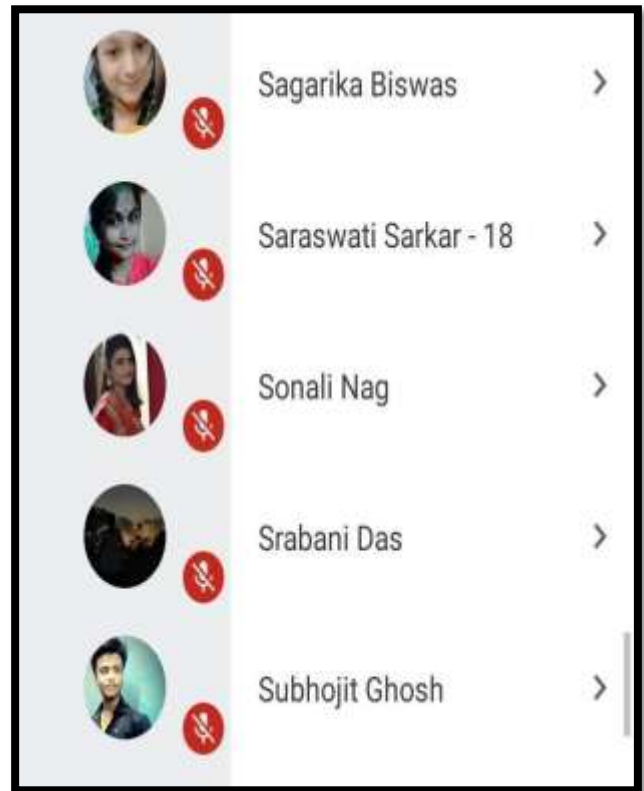 Sagarika Biswas
Saraswati Sarkar - 18
Sonali Nag
Srabani Das
Subhojit Ghosh